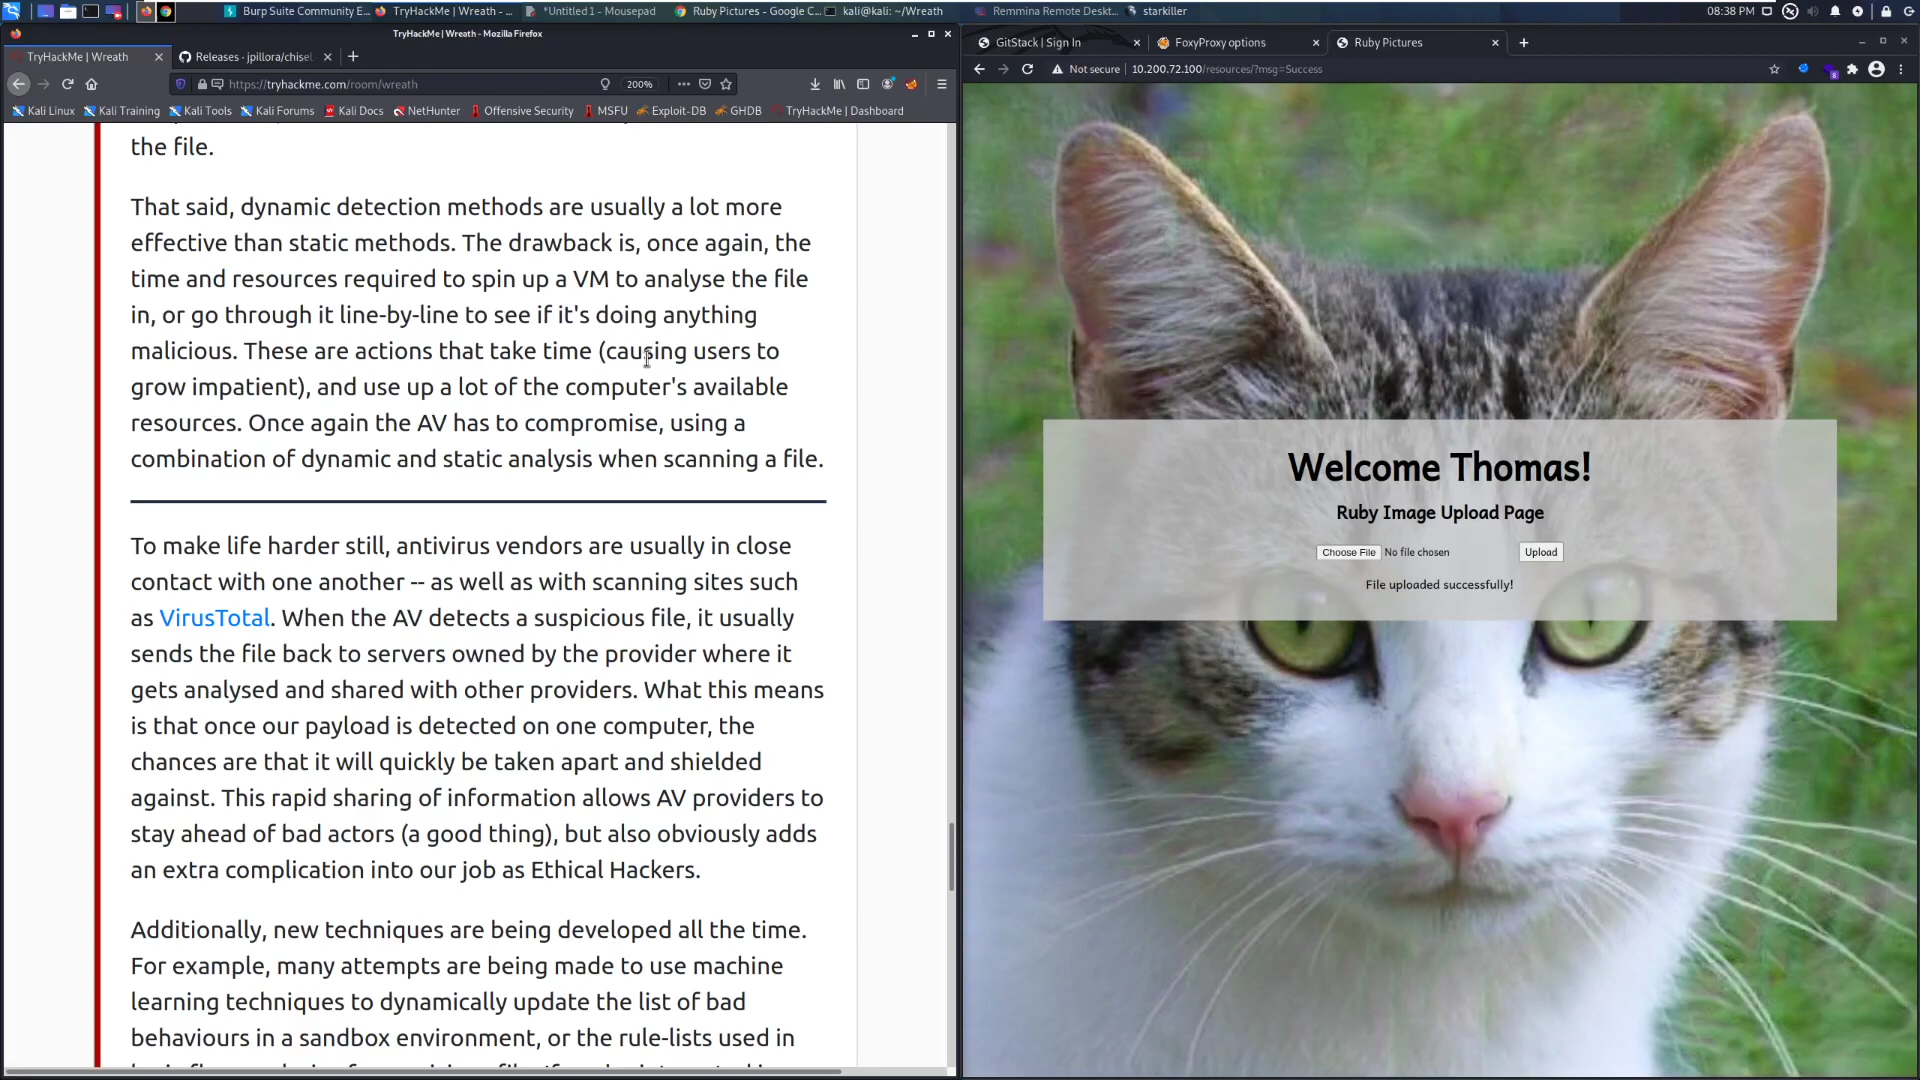 Burp Suite Community E...
TryHackMe | Wreath - ...
*Untitled 1 - Mousepad
Ruby Pictures - Google C...
kali@kali: ~/Wreath
Remmina Remote Deskt...
starkiller
08:38 PM
TryHackMe | Wreath - Mozilla Firefox
TryHackMe | Wreath
Releases · jpillora/chisel
https://tryhackme.com/room/wreath
200%
Kali Linux
Kali Training
Kali Tools
Kali Forums
Kali Docs
NetHunter
Offensive Security
MSFU
Exploit-DB
GHDB
TryHackMe | Dashboard
the file.
That said, dynamic detection methods are usually a lot more
effective than static methods. The drawback is, once again, the
time and resources required to spin up a VM to analyse the file
in, or go through it line-by-line to see if it's doing anything
malicious. These are actions that take time (causing users to
grow impatient), and use up a lot of the computer's available
resources. Once again the AV has to compromise, using a
combination of dynamic and static analysis when scanning a file.
To make life harder still, antivirus vendors are usually in close
contact with one another -- as well as with scanning sites such
as VirusTotal. When the AV detects a suspicious file, it usually
sends the file back to servers owned by the provider where it
gets analysed and shared with other providers. What this means
is that once our payload is detected on one computer, the
chances are that it will quickly be taken apart and shielded
against. This rapid sharing of information allows AV providers to
stay ahead of bad actors (a good thing), but also obviously adds
an extra complication into our job as Ethical Hackers.
Additionally, new techniques are being developed all the time.
For example, many attempts are being made to use machine
learning techniques to dynamically update the list of bad
behaviours in a sandbox environment, or the rule-lists used in
GitStack | Sign In
FoxyProxy options
Ruby Pictures
Not secure
10.200.72.100/resources/?msg=Success
Welcome Thomas!
Ruby Image Upload Page
Choose File No file chosen
Upload
File uploaded successfully!